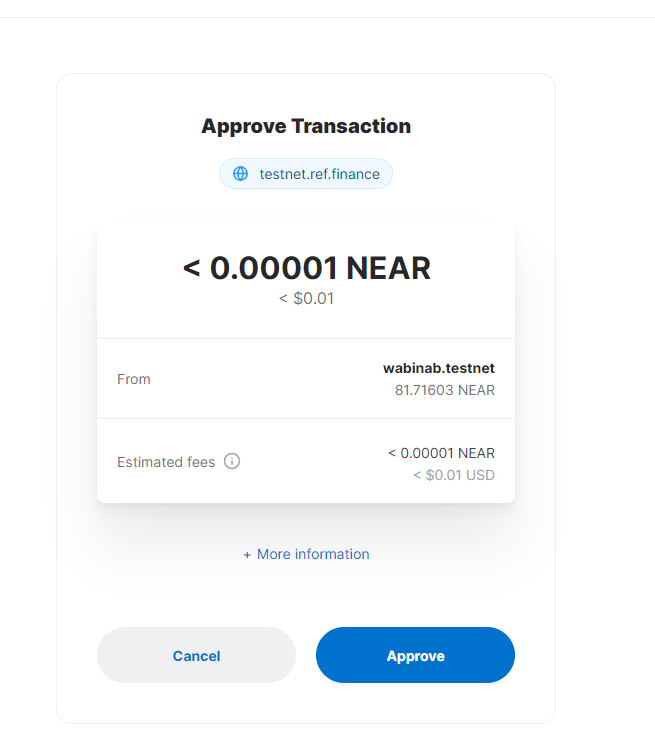 Approve Transaction
testnet.ref.finance
< 0.00001 NEAR
< $0.01
From
wabinab.testnet
81.71603 NEAR
Estimated fees
< 0.00001 NEAR
< $0.01 USD
+ More information
Cancel
Approve